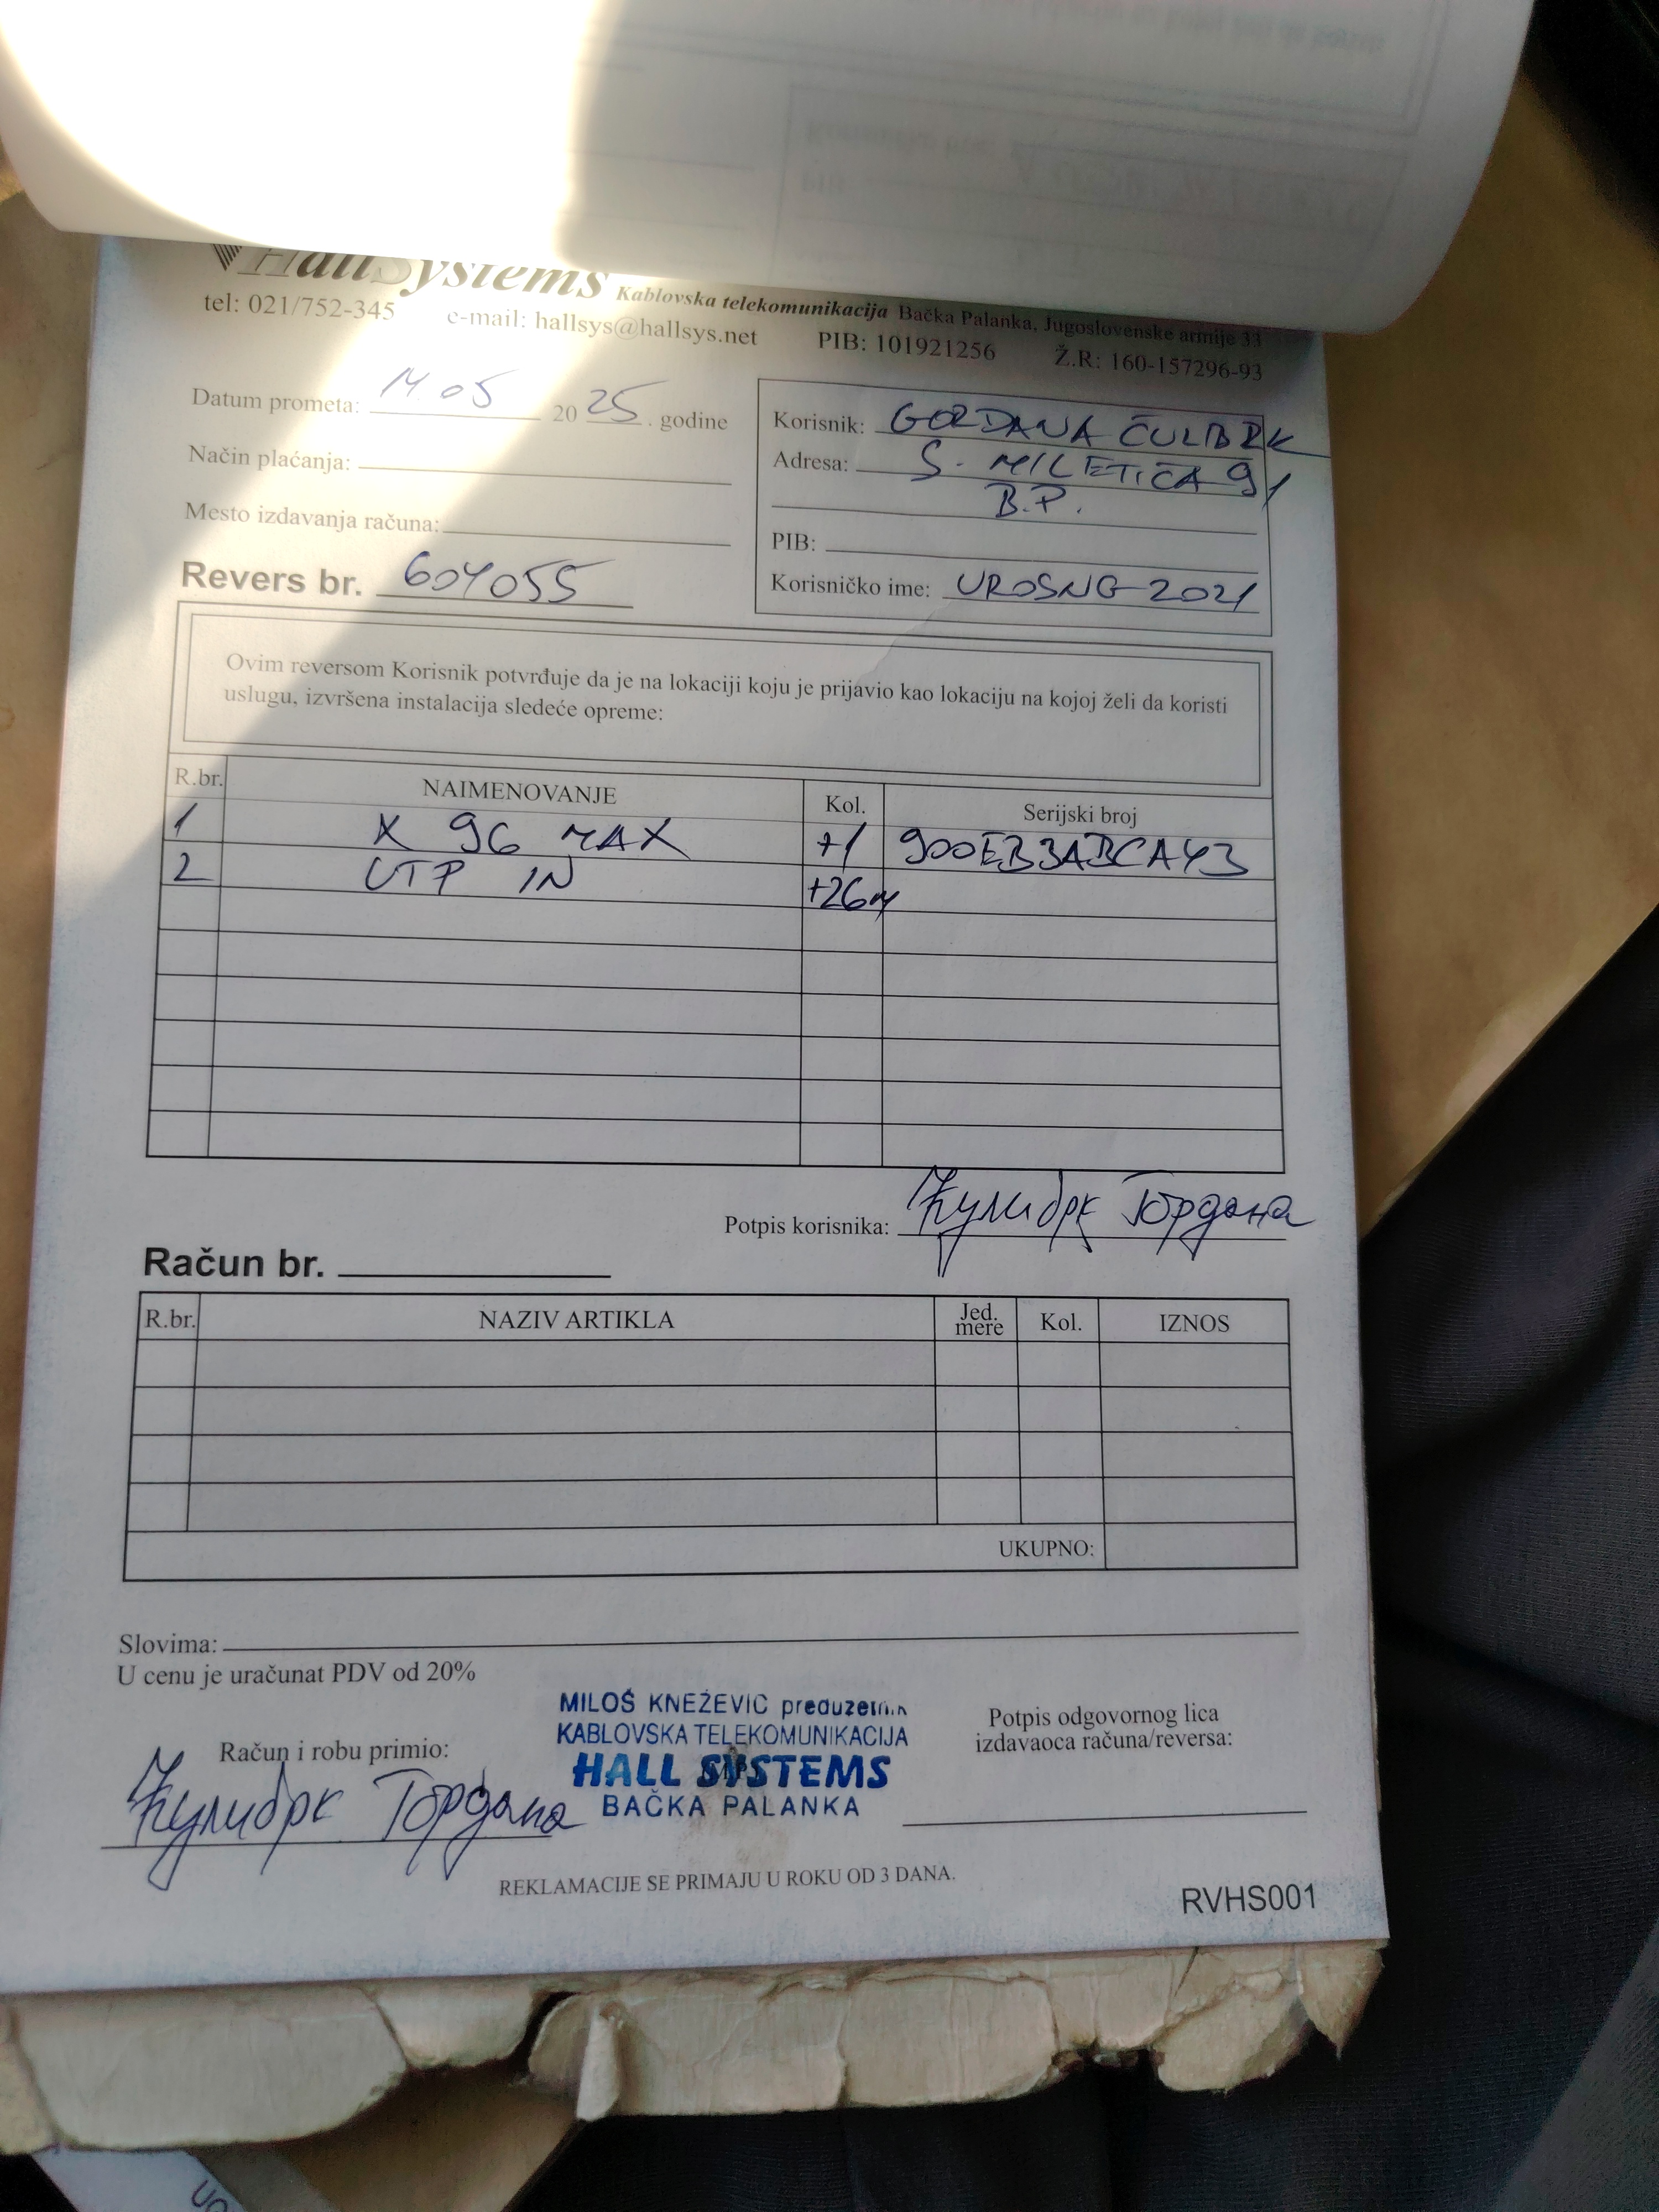 HallSystems Kablovska telekomunikacija Bačka Palanka, Jugoslovenske armije 33
tel: 021/752-345 e-mail: hallsys@hallsys.net PIB: 101921256 Ž.R: 160-157296-93
Datum prometa: 14.05 2025. godine
Način plaćanja:
Mesto izdavanja računa:
Revers br. 604055
Korisnik: GORDANA ČULIBRK
Adresa: S. MILETIĆA 91
B.P.
PIB:
Korisničko ime: UROSNG2021
Ovim reversom Korisnik potvrđuje da je na lokaciji koju je prijavio kao lokaciju na kojoj želi da koristi
uslugu, izvršena instalacija sledeće opreme:
R.br. NAIMENOVANJE Kol. Serijski broj
1 X 96 MAX +1 900EB3ABCA43
2 UTP IN +26m
Potpis korisnika: Ћулибрк Гордана
Račun br.
R.br. NAZIV ARTIKLA Jed. mere Kol. IZNOS
UKUPNO:
Slovima:
U cenu je uračunat PDV od 20%
Račun i robu primio:
Ћулибрк Гордана
MILOŠ KNEŽEVIĆ preduzetnik
KABLOVSKA TELEKOMUNIKACIJA
HALL SYSTEMS
BAČKA PALANKA
Potpis odgovornog lica
izdavaoca računa/reversa:
REKLAMACIJE SE PRIMAJU U ROKU OD 3 DANA.
RVHS001